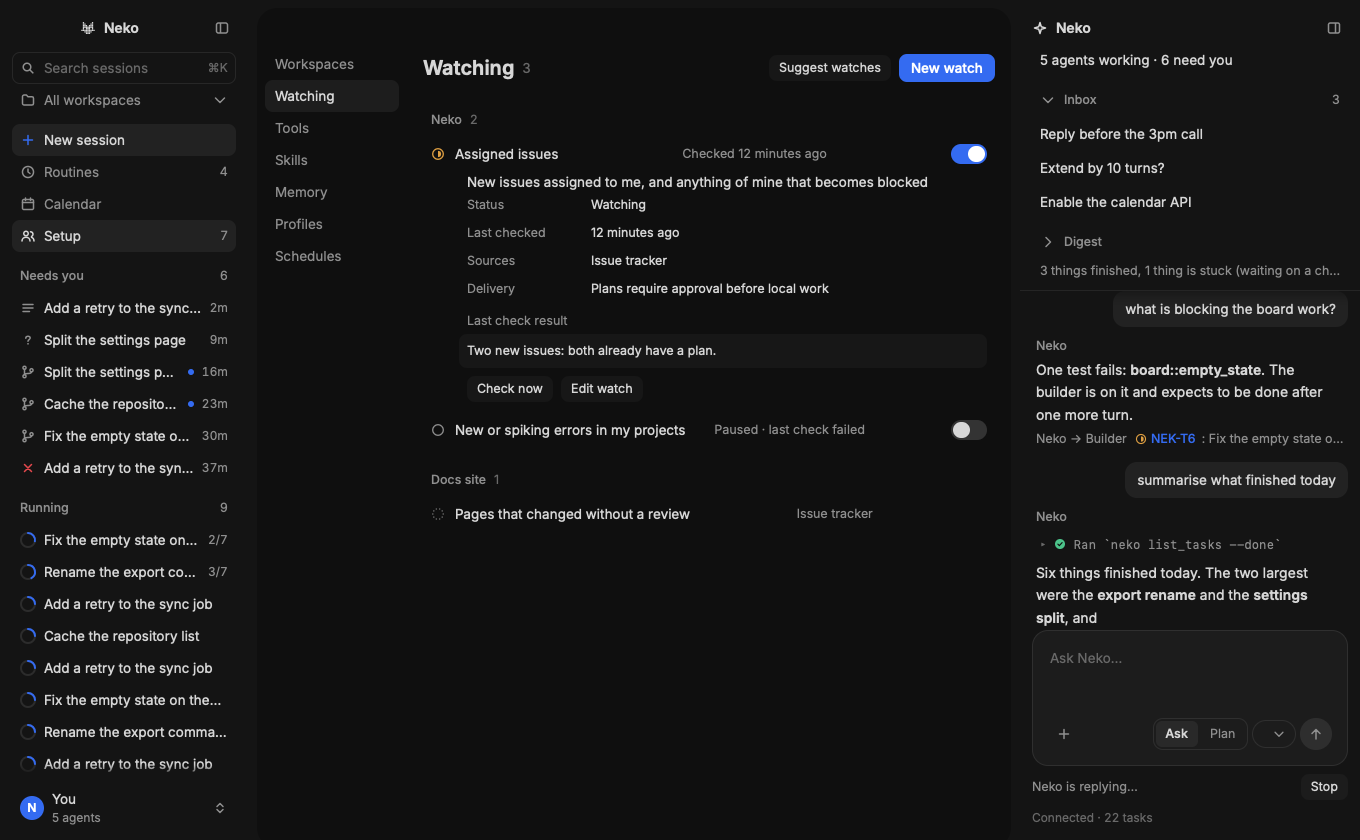 Neko
Search sessions ⌘K
All workspaces
New session
Routines 4
Calendar
Setup 7
Needs you 6
Add a retry to the sync... 2m
? Split the settings page 9m
Split the settings p... 16m
Cache the reposito... 23m
Fix the empty state o... 30m
Add a retry to the syn... 37m
Running 9
Fix the empty state on... 2/7
Rename the export co... 3/7
Add a retry to the sync job
Cache the repository list
Add a retry to the sync job
Fix the empty state on the...
Rename the export comma...
Add a retry to the sync job
N
You
5 agents
Workspaces
Watching
Tools
Skills
Memory
Profiles
Schedules
Watching 3
Suggest watches
New watch
Neko 2
Assigned issues Checked 12 minutes ago
New issues assigned to me, and anything of mine that becomes blocked
Status Watching
Last checked 12 minutes ago
Sources Issue tracker
Delivery Plans require approval before local work
Last check result
Two new issues: both already have a plan.
Check now Edit watch
New or spiking errors in my projects Paused · last check failed
Docs site 1
Pages that changed without a review Issue tracker
Neko
5 agents working · 6 need you
Inbox 3
Reply before the 3pm call
Extend by 10 turns?
Enable the calendar API
Digest
3 things finished, 1 thing is stuck (waiting on a ch...
what is blocking the board work?
Neko
One test fails: board::empty_state. The
builder is on it and expects to be done after
one more turn.
Neko → Builder NEK-T6 : Fix the empty state o...
summarise what finished today
Neko
Ran `neko list_tasks --done`
Six things finished today. The two largest
were the export rename and the settings
split, and
Ask Neko...
Ask Plan
Neko is replying...
Stop
Connected · 22 tasks